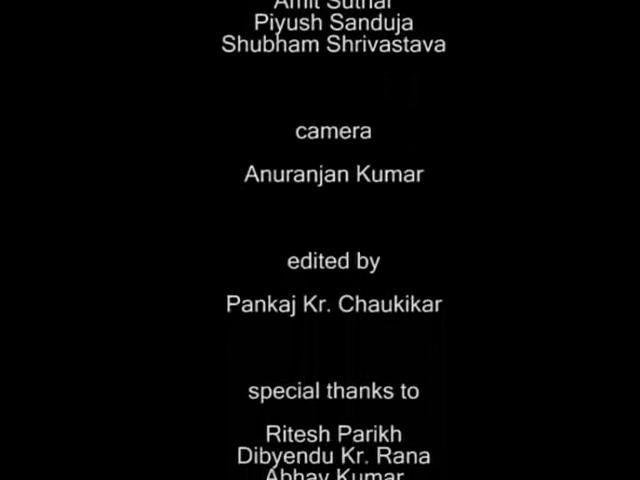 Amit Suthar
Piyush Sanduja
Shubham Shrivastava
camera
Anuranjan Kumar
edited by
Pankaj Kr. Chaukikar
special thanks to
Ritesh Parikh
Dibyendu Kr. Rana
Abhay Kumar